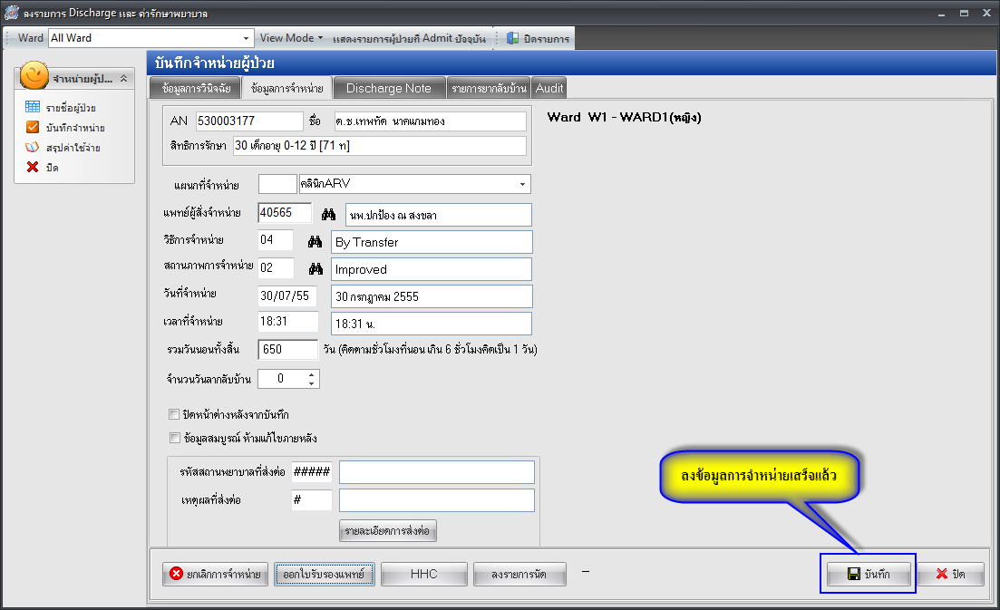 ลงรายการ Discharge และ ค่ารักษาพยาบาล
Ward All Ward View Mode แสดงรายการผู้ป่วยที่ Admit ปัจจุบัน ปิดรายการ
จำหน่ายผู้ป...
รายชื่อผู้ป่วย
บันทึกจำหน่าย
สรุปค่าใช้จ่าย
ปิด
บันทึกจำหน่ายผู้ป่วย
ข้อมูลการวินิจฉัย ข้อมูลการจำหน่าย Discharge Note รายการยากลับบ้าน Audit
AN 530003177 ชื่อ ด.ช.เทพทัต นาคแกมทอง
Ward W1 - WARD1(หญิง)
สิทธิการรักษา 30 เด็กอายุ 0-12 ปี [71 ท]
แผนกที่จำหน่าย คลินิกARV
แพทย์ผู้สั่งจำหน่าย 40565 นพ.ปกป้อง ณ สงขลา
วิธีการจำหน่าย 04 By Transfer
สถานภาพการจำหน่าย 02 Improved
วันที่จำหน่าย 30/07/55 30 กรกฎาคม 2555
เวลาที่จำหน่าย 18:31 18:31 น.
รวมวันนอนทั้งสิ้น 650 วัน (คิดตามชั่วโมงที่นอน เกิน 6 ชั่วโมงคิดเป็น 1 วัน)
จำนวนวันลากลับบ้าน 0
ปิดหน้าต่างหลังจากบันทึก
ข้อมูลสมบูรณ์ ห้ามแก้ไขภายหลัง
รหัสสถานพยาบาลที่ส่งต่อ #####
เหตุผลที่ส่งต่อ #
รายละเอียดการส่งต่อ
ลงข้อมูลการจำหน่ายเสร็จแล้ว
ยกเลิกการจำหน่าย ออกใบรับรองแพทย์ HHC ลงรายการนัด – บันทึก ปิด